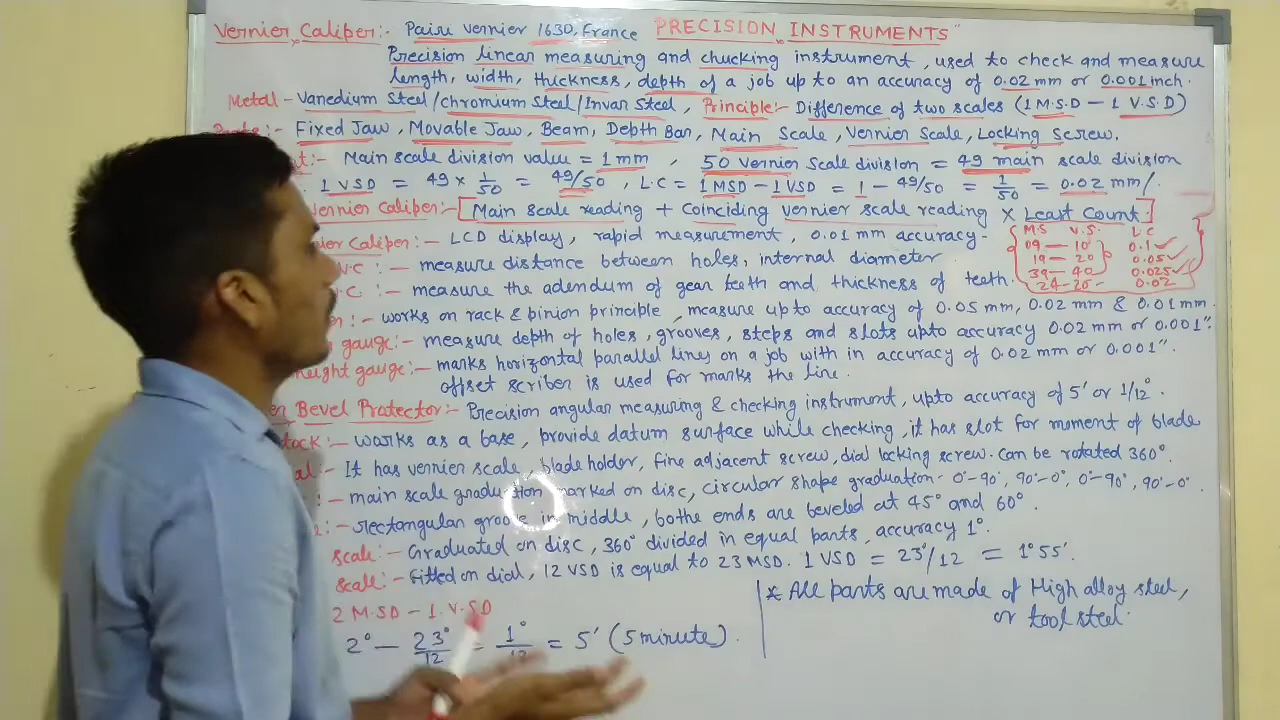 Vernier Caliper:- Pairu vernier 1630, France PRECISION INSTRUMENTS"
Precision linear measuring and chucking instrument, used to check and measure
length, width, thickness, depth of a job up to an accuracy of 0.02 mm or 0.001 inch.
Metal - Vanedium Steel/chromium Steel/Invar Steel, Principle:- Difference of two scales (1 M.S.D - 1 V.S.D)
:- Fixed Jaw, Movable Jaw, Beam, Depth Bar, Main Scale, Vernier Scale, Locking Screw.
:- Main scale division value = 1 mm, 50 Vernier Scale division = 49 main scale division
1 VSD = 49 × 1/50 = 49/50, L.C = 1 MSD - 1 VSD = 1 - 49/50 = 1/50 = 0.02 mm/.
Vernier Caliper:- [Main scale reading + Coinciding vernier scale reading × Least Count]
Caliper:- LCD display, rapid measurement, 0.01 mm accuracy-
M.S V.S. L.C
09 - 10 0.1 ✓
19 - 20 0.05 ✓
39 - 40 0.025 ✓
24 - 20 - 0.02
V.C :- measure distance between holes, internal diameter
V.C. :- measure the adendum of gear teeth and thickness of teeth.
:- works on rack & pinion principle, measure up to accuracy of 0.05 mm, 0.02 mm & 0.01 mm.
gauge:- measure depth of holes, grooves, steps and slots upto accuracy 0.02 mm or 0.001".
height gauge:- marks horizontal parallel lines on a job with in accuracy of 0.02 mm or 0.001".
offset scriber is used for marks the line.
Bevel Protector:- Precision angular measuring & checking instrument, upto accuracy of 5' or 1/12°.
:- works as a base, provide datum surface while checking, it has slot for moment of blade
:- It has vernier scale, blade holder, fine adjacent screw, dial locking screw. can be rotated 360°.
:- main scale graduation marked on disc, circular shape graduation- 0°-90°, 90°-0°, 0°-90°, 90°-0°.
:- rectangular groove in middle, bothe ends are beveled at 45° and 60°.
scale:- Graduated on disc, 360° divided in equal parts, accuracy 1°.
scale:- fitted on dial, 12 VSD is equal to 23 MSD. 1 VSD = 23°/12 = 1°55'.
2 M.SD - 1.V.SD
2° - 23°/12 = 1°/12 = 5' (5 minute).
* All parts are made of High alloy steel,
or tool steel.